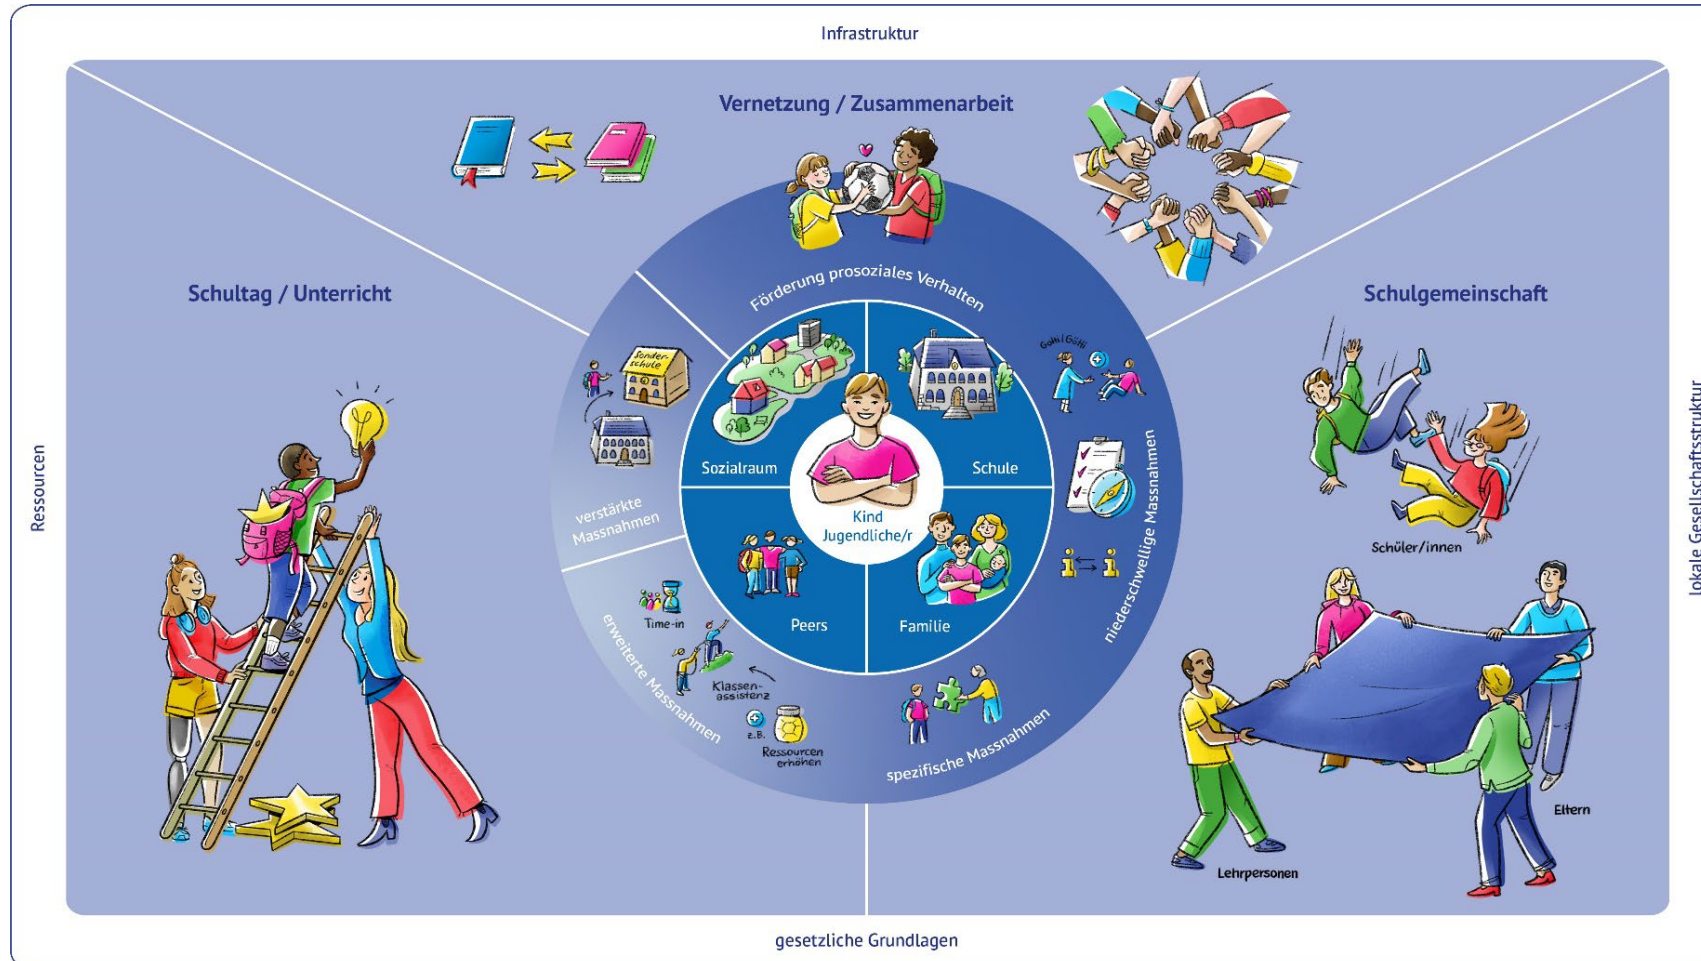 Infrastruktur
Vernetzung / Zusammenarbeit
Schultag / Unterricht
Schulgemeinschaft
Förderung prosoziales Verhalten
Gotti/Götti
Sonder-
schule
Sozialraum
Schule
Kind
Jugendliche/r
Peers
Familie
verstärkte
Massnahmen
niederschwellige Massnahmen
Time-in
erweiterte Massnahmen
Klassen-
assistenz
z.B.
Ressourcen
erhöhen
spezifische Massnahmen
Schüler/innen
Eltern
Lehrpersonen
Ressourcen
lokale Gesellschaftsstruktur
gesetzliche Grundlagen